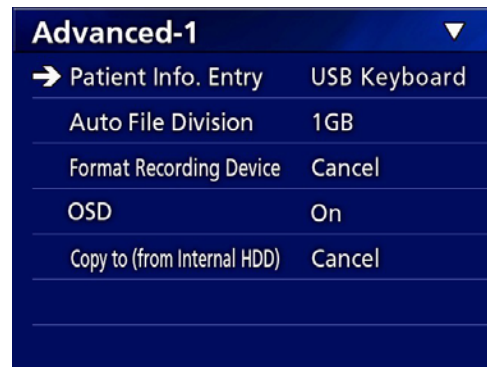 Advanced-1
Patient Info. Entry USB Keyboard
Auto File Division 1GB
Format Recording Device Cancel
OSD On
Copy to (from Internal HDD) Cancel